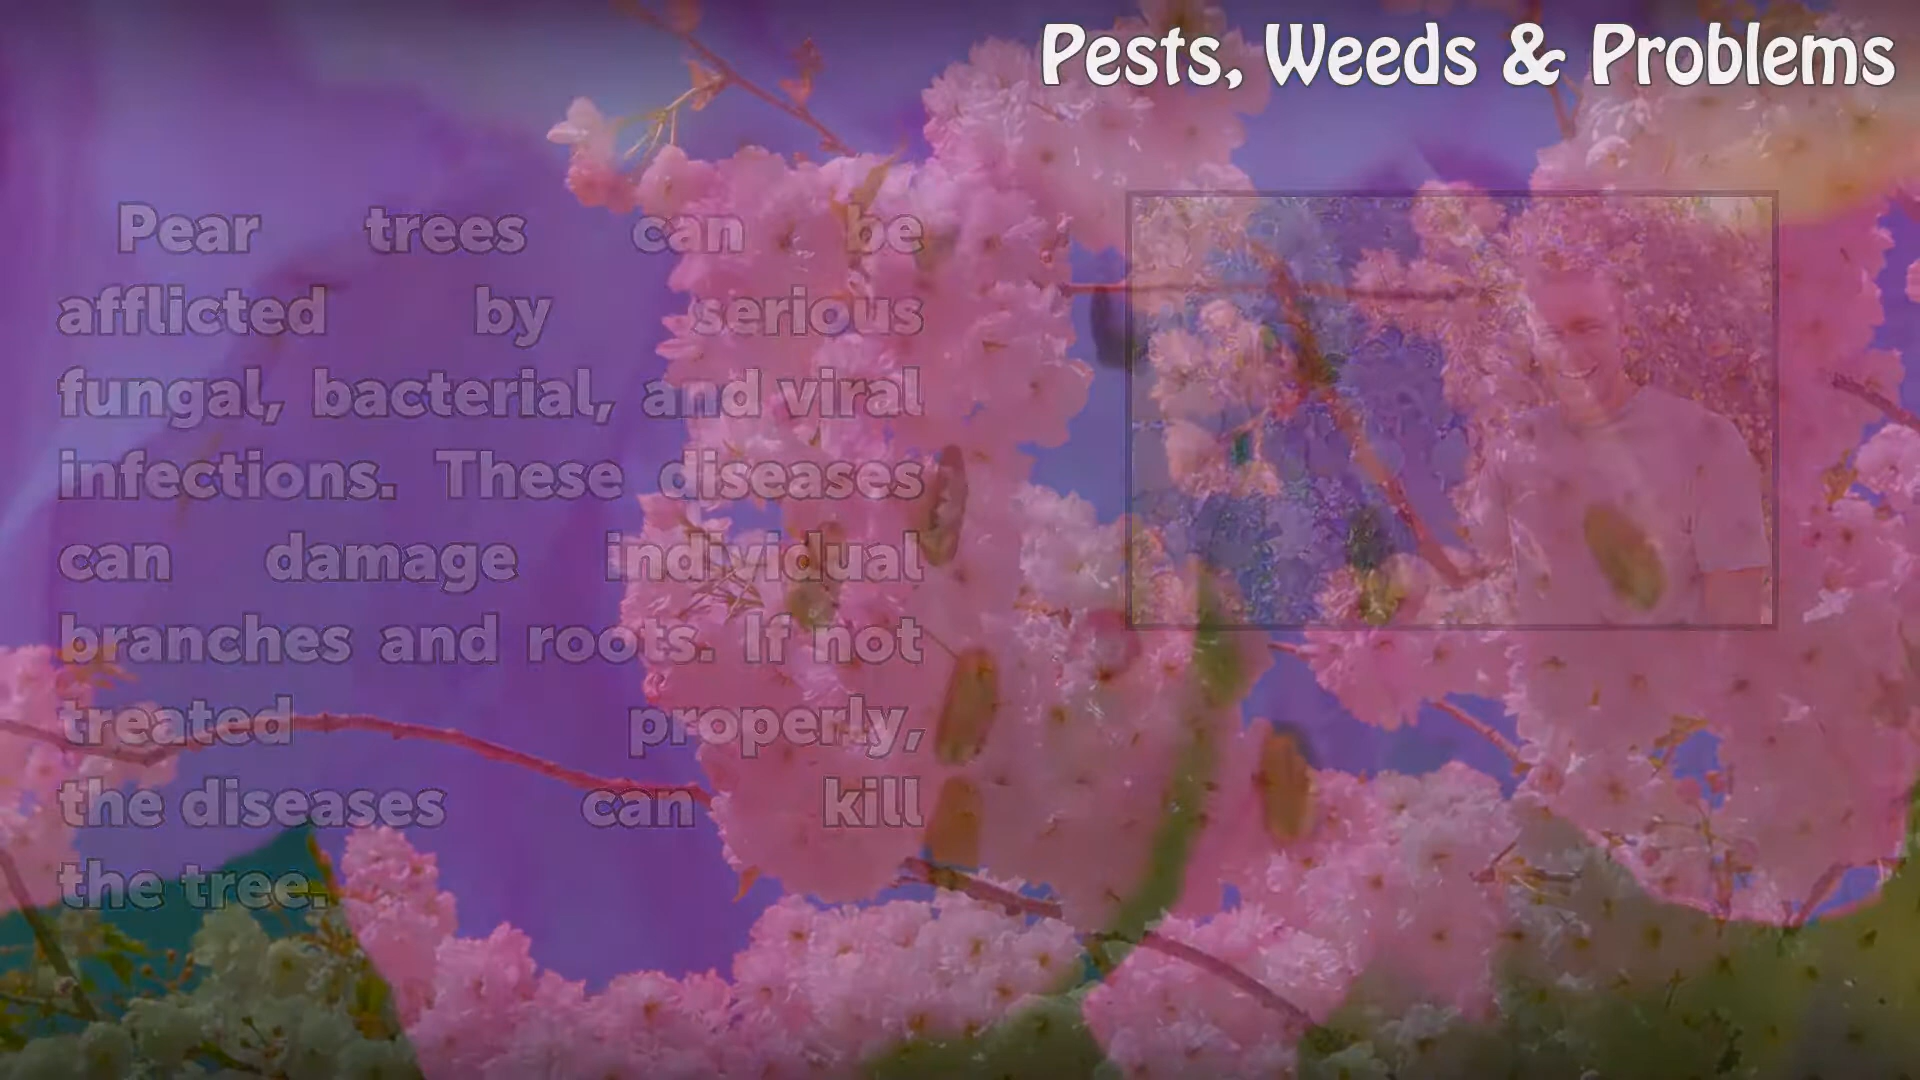 Pests, Weeds & Problems
Pear trees can be
afflicted by serious
fungal, bacterial, and viral
infections. These diseases
can damage individual
branches and roots. If not
treated properly,
the diseases can kill
the tree.